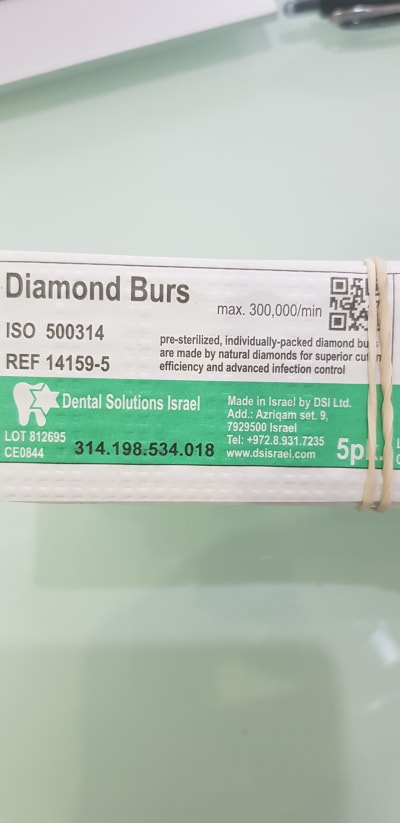 Diamond Burs
max. 300,000/min
ISO 500314
REF 14159-5
pre-sterilized, individually-packed diamond
are made by natural diamonds for superior
efficiency and advanced infection control
Dental Solutions Israel
LOT 812695
CE0844
314.198.534.018
Made in Israel by DSI Ltd.
Add.: Azriqam set. 9,
7929500 Israel
Tel: +972.8.931.7235
www.dsisrael.com